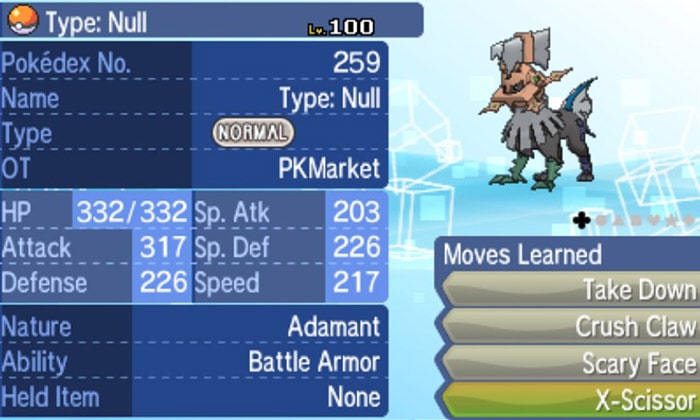 Type: Null Lv.100
Pokédex No. 259
Name Type: Null
Type NORMAL
OT PKMarket
HP 332/332 Sp. Atk 203
Attack 317 Sp. Def 226
Defense 226 Speed 217
Nature Adamant
Ability Battle Armor
Held Item None
Moves Learned
Take Down
Crush Claw
Scary Face
X-Scissor